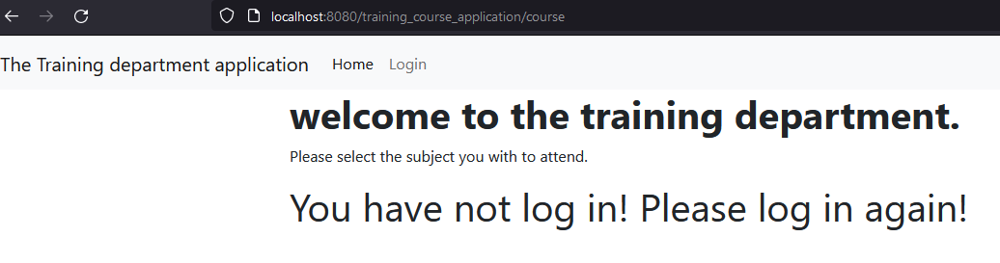 localhost:8080/training_course_application/course
The Training department application Home Login
welcome to the training department.
Please select the subject you with to attend.
You have not log in! Please log in again!